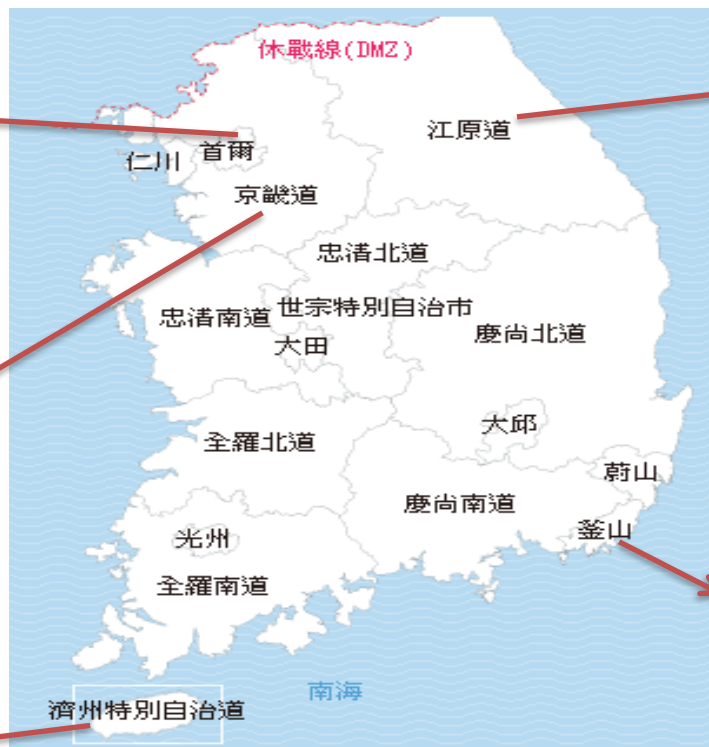 休戰線(DMZ)
江原道
仁川
首爾
京畿道
忠清北道
忠清南道
世宗特別自治市
大田
慶尚北道
大邱
全羅北道
蔚山
慶尚南道
釜山
光州
全羅南道
南海
濟州特別自治道